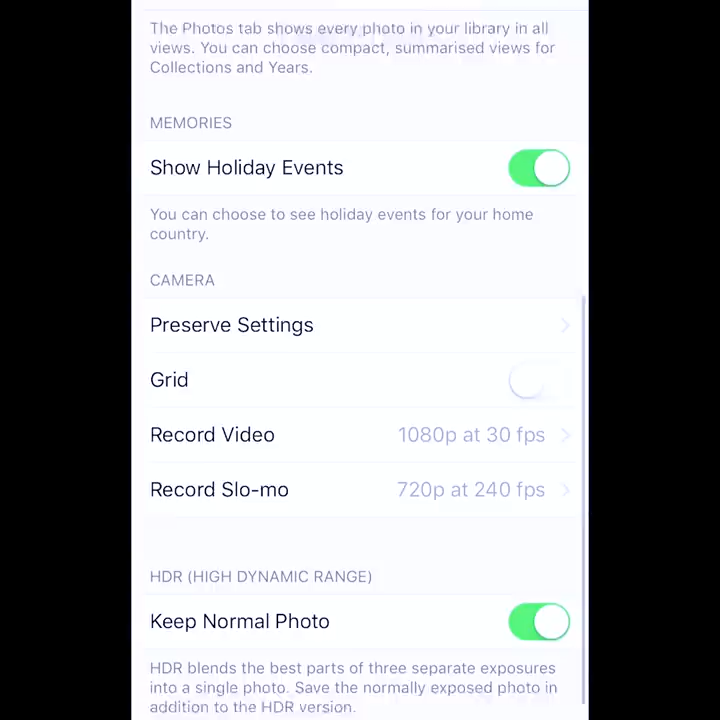 The Photos tab shows every photo in your library in all
views. You can choose compact, summarised views for
Collections and Years.
MEMORIES
Show Holiday Events
You can choose to see holiday events for your home
country.
CAMERA
Preserve Settings
Grid
Record Video 1080p at 30 fps
Record Slo-mo 720p at 240 fps
HDR (HIGH DYNAMIC RANGE)
Keep Normal Photo
HDR blends the best parts of three separate exposures
into a single photo. Save the normally exposed photo in
addition to the HDR version.